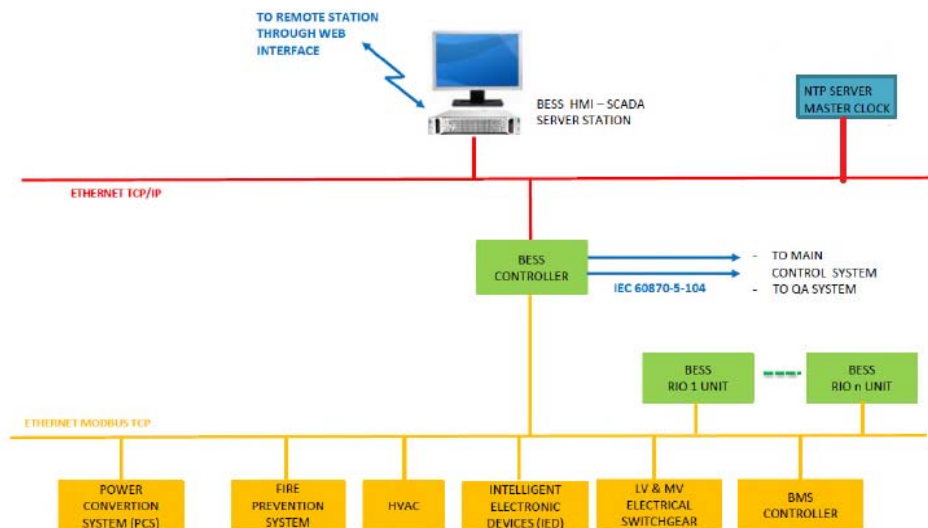 TO REMOTE STATION
THROUGH WEB
INTERFACE
BESS HMI – SCADA
SERVER STATION
NTP SERVER
MASTER CLOCK
ETHERNET TCP/IP
BESS
CONTROLLER
- TO MAIN
CONTROL SYSTEM
- TO QA SYSTEM
IEC 60870-5-104
BESS
RIO 1 UNIT
BESS
RIO n UNIT
ETHERNET MODBUS TCP
POWER
CONVERTION
SYSTEM (PCS)
FIRE
PREVENTION
SYSTEM
HVAC
INTELLIGENT
ELECTRONIC
DEVICES (IED)
LV & MV
ELECTRICAL
SWITCHGEAR
BMS
CONTROLLER